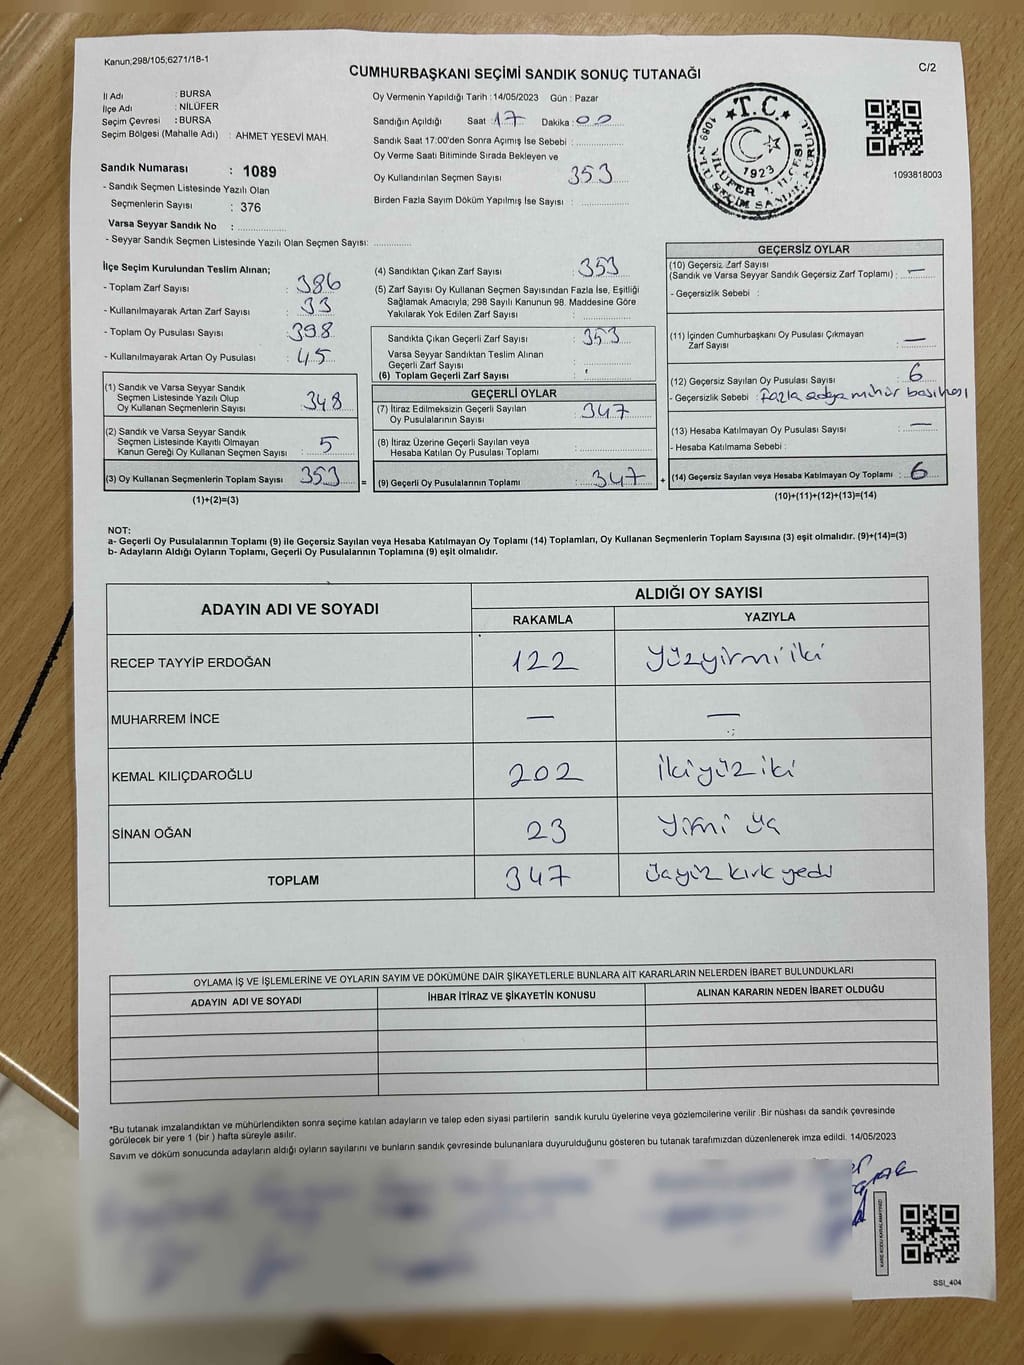 Kanun;298/105;6271/18-1
CUMHURBAŞKANI SEÇİMİ SANDIK SONUÇ TUTANAĞI
C/2
İl Adı : BURSA
İlçe Adı : NİLÜFER
Seçim Çevresi : BURSA
Seçim Bölgesi (Mahalle Adı) : AHMET YESEVİ MAH.
Sandık Numarası : 1089
- Sandık Seçmen Listesinde Yazılı Olan
Seçmenlerin Sayısı : 376
Varsa Seyyar Sandık No : ................
- Seyyar Sandık Seçmen Listesinde Yazılı Olan Seçmen Sayısı: ............
Oy Vermenin Yapıldığı Tarih : 14/05/2023 Gün : Pazar
Sandığın Açıldığı Saat : 17 Dakika : 00
Sandık Saat 17:00'den Sonra Açımış İse Sebebi : ................
Oy Verme Saati Bitiminde Sırada Bekleyen ve
Oy Kullandırılan Seçmen Sayısı : 353
Birden Fazla Sayım Döküm Yapılmış İse Sayısı : ................
T.C.
1923
1089 NOLU SEÇİM SANDIK KURULU
NİLÜFER 1. İLÇESİ
1093818003
İlçe Seçim Kurulundan Teslim Alınan;
- Toplam Zarf Sayısı : 386
- Kullanılmayarak Artan Zarf Sayısı : 33
- Toplam Oy Pusulası Sayısı : 398
- Kullanılmayarak Artan Oy Pusulası : 45
(1) Sandık ve Varsa Seyyar Sandık
Seçmen Listesinde Yazılı Olup
Oy Kullanan Seçmenlerin Sayısı : 348
(2) Sandık ve Varsa Seyyar Sandık
Seçmen Listesinde Kayıtlı Olmayan
Kanun Gereği Oy Kullanan Seçmen Sayısı : 5
(3) Oy Kullanan Seçmenlerin Toplam Sayısı : 353 =
(1)+(2)=(3)
(4) Sandıktan Çıkan Zarf Sayısı : 353
(5) Zarf Sayısı Oy Kullanan Seçmen Sayısından Fazla İse, Eşitliği
Sağlamak Amacıyla; 298 Sayılı Kanunun 98. Maddesine Göre
Yakılarak Yok Edilen Zarf Sayısı : ................
Sandıkta Çıkan Geçerli Zarf Sayısı : 353
Varsa Seyyar Sandıktan Teslim Alınan
Geçerli Zarf Sayısı : ................
(6) Toplam Geçerli Zarf Sayısı : ................
GEÇERLİ OYLAR
(7) İtiraz Edilmeksizin Geçerli Sayılan
Oy Pusulalarının Sayısı : 347
(8) İtiraz Üzerine Geçerli Sayılan veya
Hesaba Katılan Oy Pusulası Toplamı : ................
(9) Geçerli Oy Pusulalarının Toplamı : 347 +
GEÇERSİZ OYLAR
(10) Geçersiz Zarf Sayısı
(Sandık ve Varsa Seyyar Sandık Geçersiz Zarf Toplamı) : —
- Geçersizlik Sebebi :
(11) İçinden Cumhurbaşkanı Oy Pusulası Çıkmayan
Zarf Sayısı : —
(12) Geçersiz Sayılan Oy Pusulası Sayısı : 6
- Geçersizlik Sebebi : Fazla adaya mühür basılması
(13) Hesaba Katılmayan Oy Pusulası Sayısı : —
- Hesaba Katılmama Sebebi :
(14) Geçersiz Sayılan veya Hesaba Katılmayan Oy Toplamı : 6
(10)+(11)+(12)+(13)=(14)
NOT:
a- Geçerli Oy Pusulalarının Toplamı (9) ile Geçersiz Sayılan veya Hesaba Katılmayan Oy Toplamı (14) Toplamları, Oy Kullanan Seçmenlerin Toplam Sayısına (3) eşit olmalıdır. (9)+(14)=(3)
b- Adayların Aldığı Oyların Toplamı, Geçerli Oy Pusulalarının Toplamına (9) eşit olmalıdır.
ADAYIN ADI VE SOYADI
ALDIĞI OY SAYISI
RAKAMLA YAZIYLA
RECEP TAYYİP ERDOĞAN 122 Yüzyirmi iki
MUHARREM İNCE — —
KEMAL KILIÇDAROĞLU 202 İkiyüz iki
SİNAN OĞAN 23 Yirmi üç
TOPLAM 347 Üçyüz kırk yedi
OYLAMA İŞ VE İŞLEMLERİNE VE OYLARIN SAYIM VE DÖKÜMÜNE DAİR ŞİKAYETLERLE BUNLARA AİT KARARLARIN NELERDEN İBARET BULUNDUKLARI
ADAYIN ADI VE SOYADI İHBAR İTİRAZ VE ŞİKAYETİN KONUSU ALINAN KARARIN NEDEN İBARET OLDUĞU
*Bu tutanak imzalandıktan ve mühürlendikten sonra seçime katılan adayların ve talep eden siyasi partilerin sandık kurulu üyelerine veya gözlemcilerine verilir .Bir nüshası da sandık çevresinde
görülecek bir yere 1 (bir ) hafta süreyle asılır.
Sayım ve döküm sonucunda adayların aldığı oyların sayılarını ve bunların sandık çevresinde bulunanlara duyurulduğunu gösteren bu tutanak tarafımızdan düzenlenerek imza edildi. 14/05/2023
KARE KODU KARALAMAYINIZ!
SSI_404